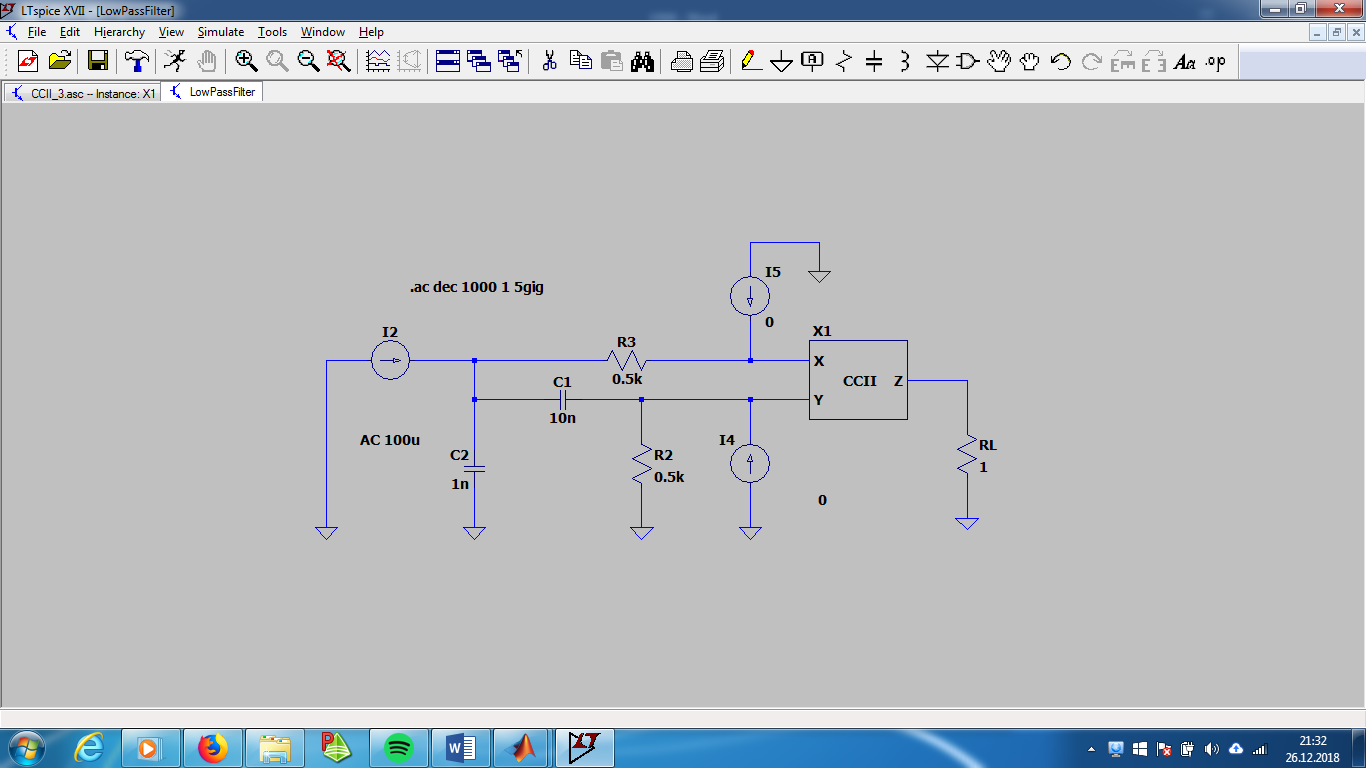 LTspice XVII - [LowPassFilter]
File Edit Hierarchy View Simulate Tools Window Help
Aa .op
CCII_3.asc -- Instance: X1 LowPassFilter
.ac dec 1000 1 5gig
I5
0
I2
R3
0.5k
X1
X
CCII Z
Y
C1
10n
AC 100u
C2
1n
R2
0.5k
I4
0
RL
1
21:32
26.12.2018